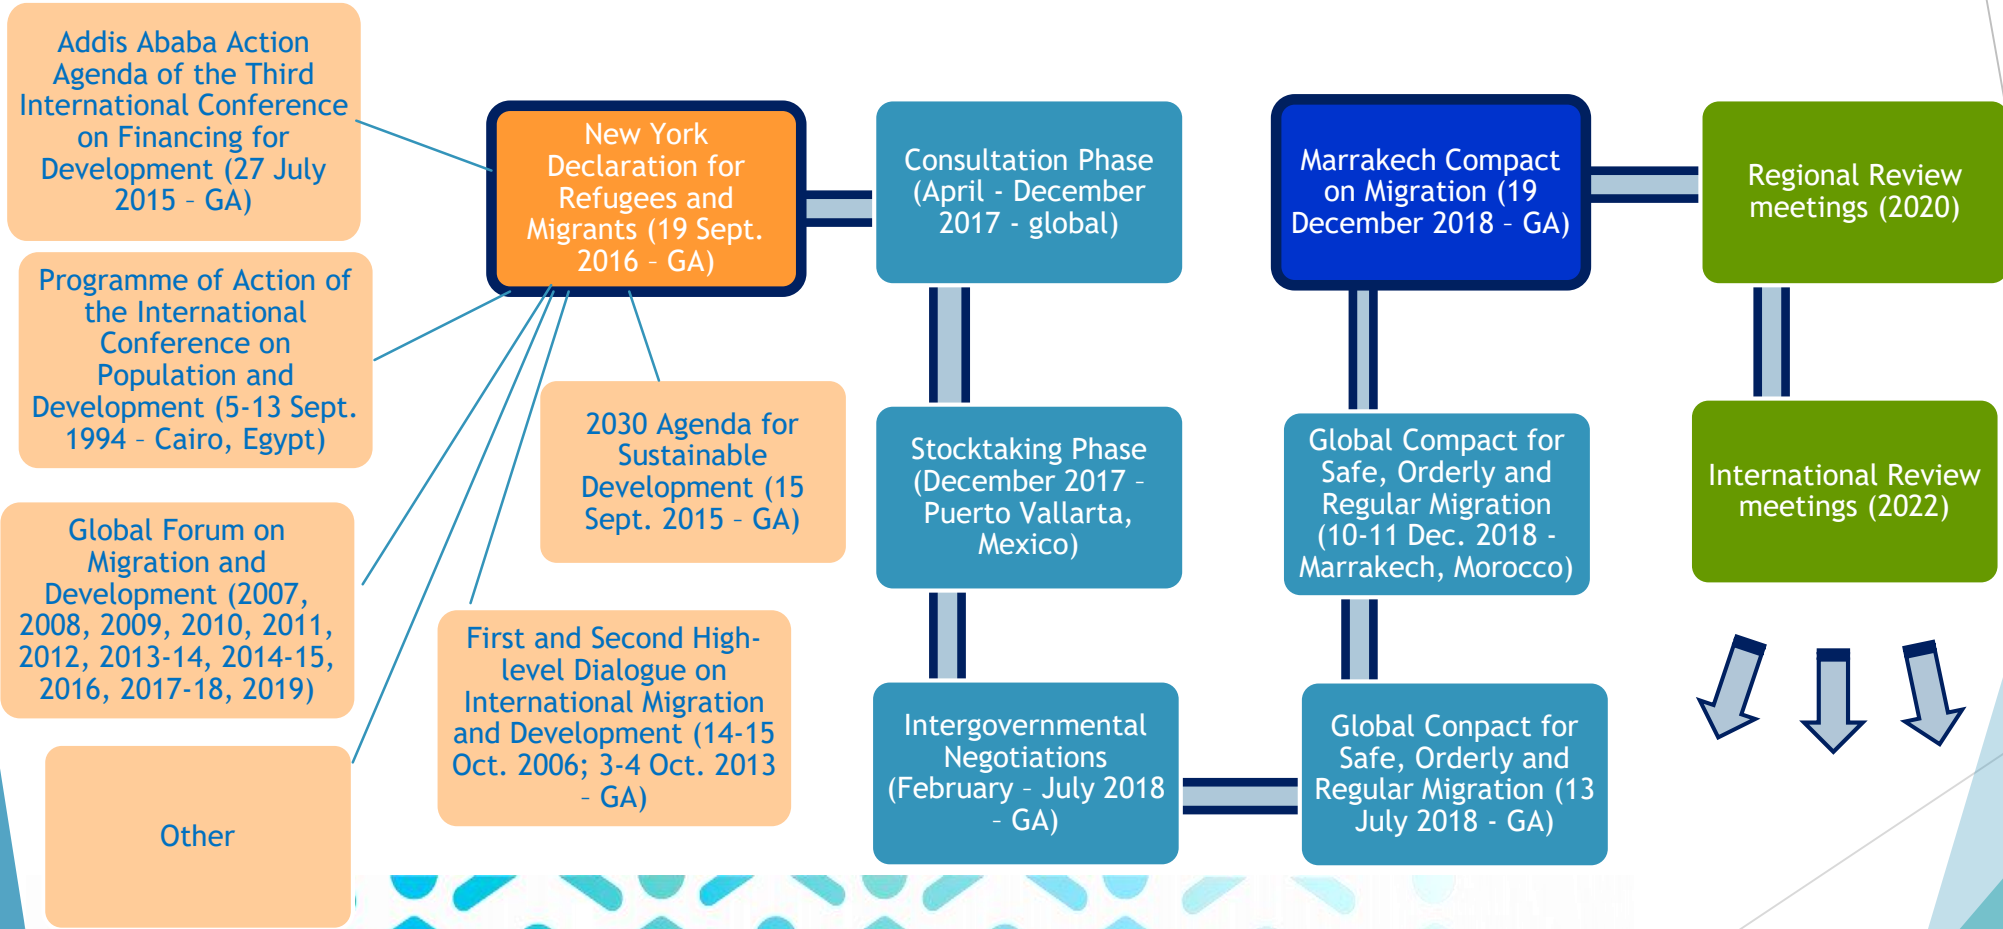 Addis Ababa Action
Agenda of the Third
International Conference
on Financing for
Development (27 July
2015 – GA)
Programme of Action of
the International
Conference on
Population and
Development (5-13 Sept.
1994 – Cairo, Egypt)
Global Forum on
Migration and
Development (2007,
2008, 2009, 2010, 2011,
2012, 2013-14, 2014-15,
2016, 2017-18, 2019)
Other
New York
Declaration for
Refugees and
Migrants (19 Sept.
2016 – GA)
2030 Agenda for
Sustainable
Development (15
Sept. 2015 – GA)
First and Second High-
level Dialogue on
International Migration
and Development (14-15
Oct. 2006; 3-4 Oct. 2013
– GA)
Consultation Phase
(April - December
2017 - global)
Stocktaking Phase
(December 2017 –
Puerto Vallarta,
Mexico)
Intergovernmental
Negotiations
(February – July 2018
– GA)
Global Conpact for
Safe, Orderly and
Regular Migration (13
July 2018 - GA)
Global Compact for
Safe, Orderly and
Regular Migration
(10-11 Dec. 2018 -
Marrakech, Morocco)
Marrakech Compact
on Migration (19
December 2018 – GA)
Regional Review
meetings (2020)
International Review
meetings (2022)